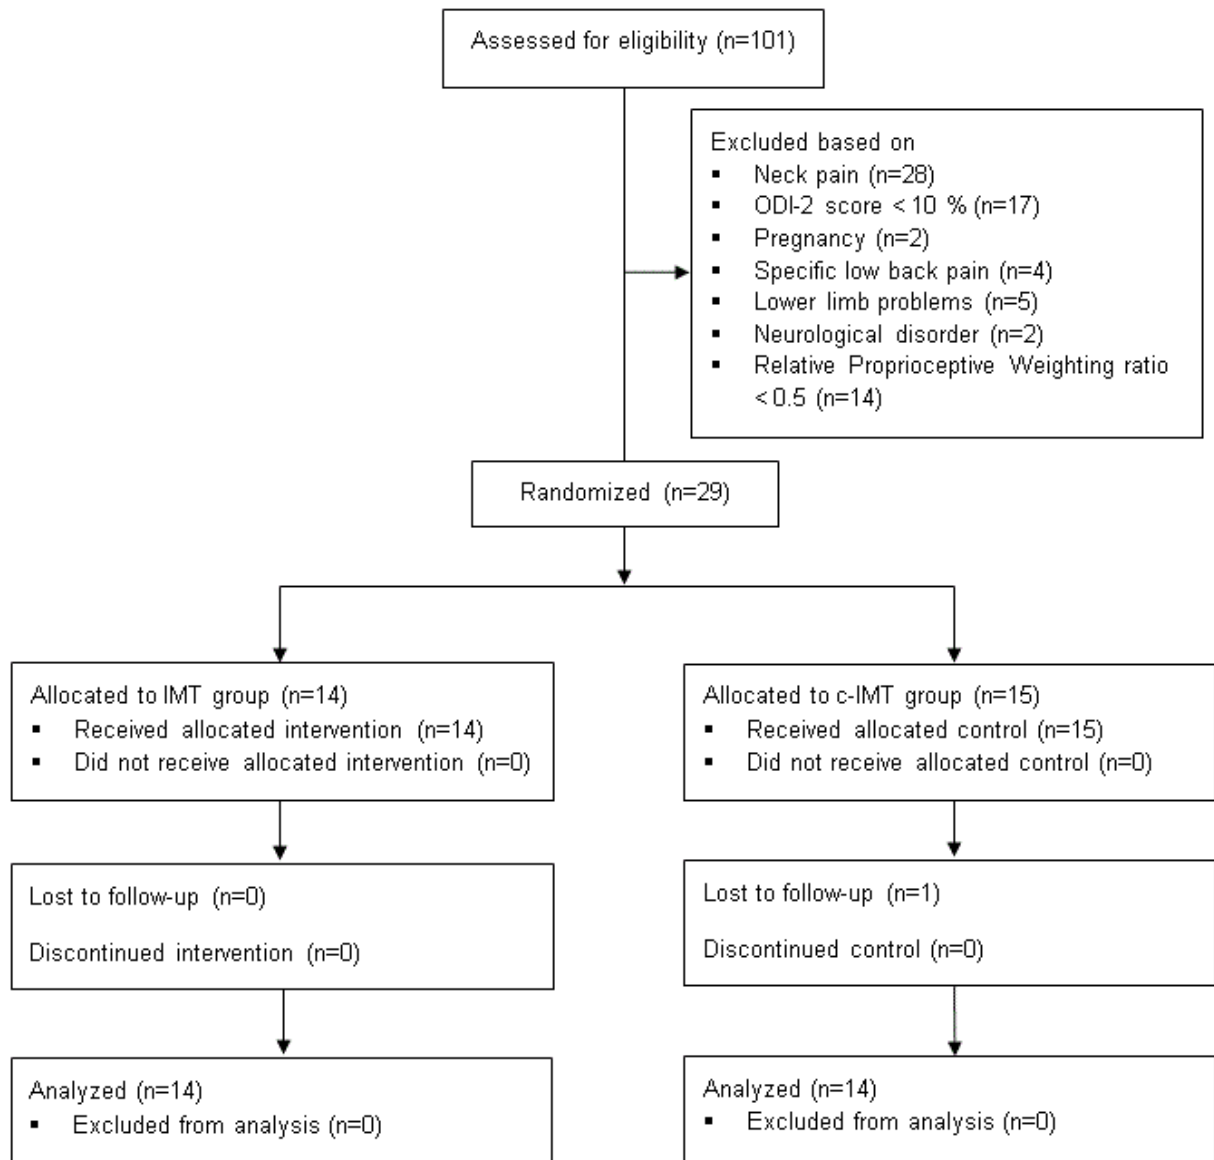 Assessed for eligibility (n=101)
Excluded based on
▪ Neck pain (n=28)
▪ ODI-2 score < 10 % (n=17)
▪ Pregnancy (n=2)
▪ Specific low back pain (n=4)
▪ Lower limb problems (n=5)
▪ Neurological disorder (n=2)
▪ Relative Proprioceptive Weighting ratio
< 0.5 (n=14)
Randomized (n=29)
Allocated to IMT group (n=14)
▪ Received allocated intervention (n=14)
▪ Did not receive allocated intervention (n=0)
Allocated to c-IMT group (n=15)
▪ Received allocated control (n=15)
▪ Did not receive allocated control (n=0)
Lost to follow-up (n=0)
Discontinued intervention (n=0)
Lost to follow-up (n=1)
Discontinued control (n=0)
Analyzed (n=14)
▪ Excluded from analysis (n=0)
Analyzed (n=14)
▪ Excluded from analysis (n=0)